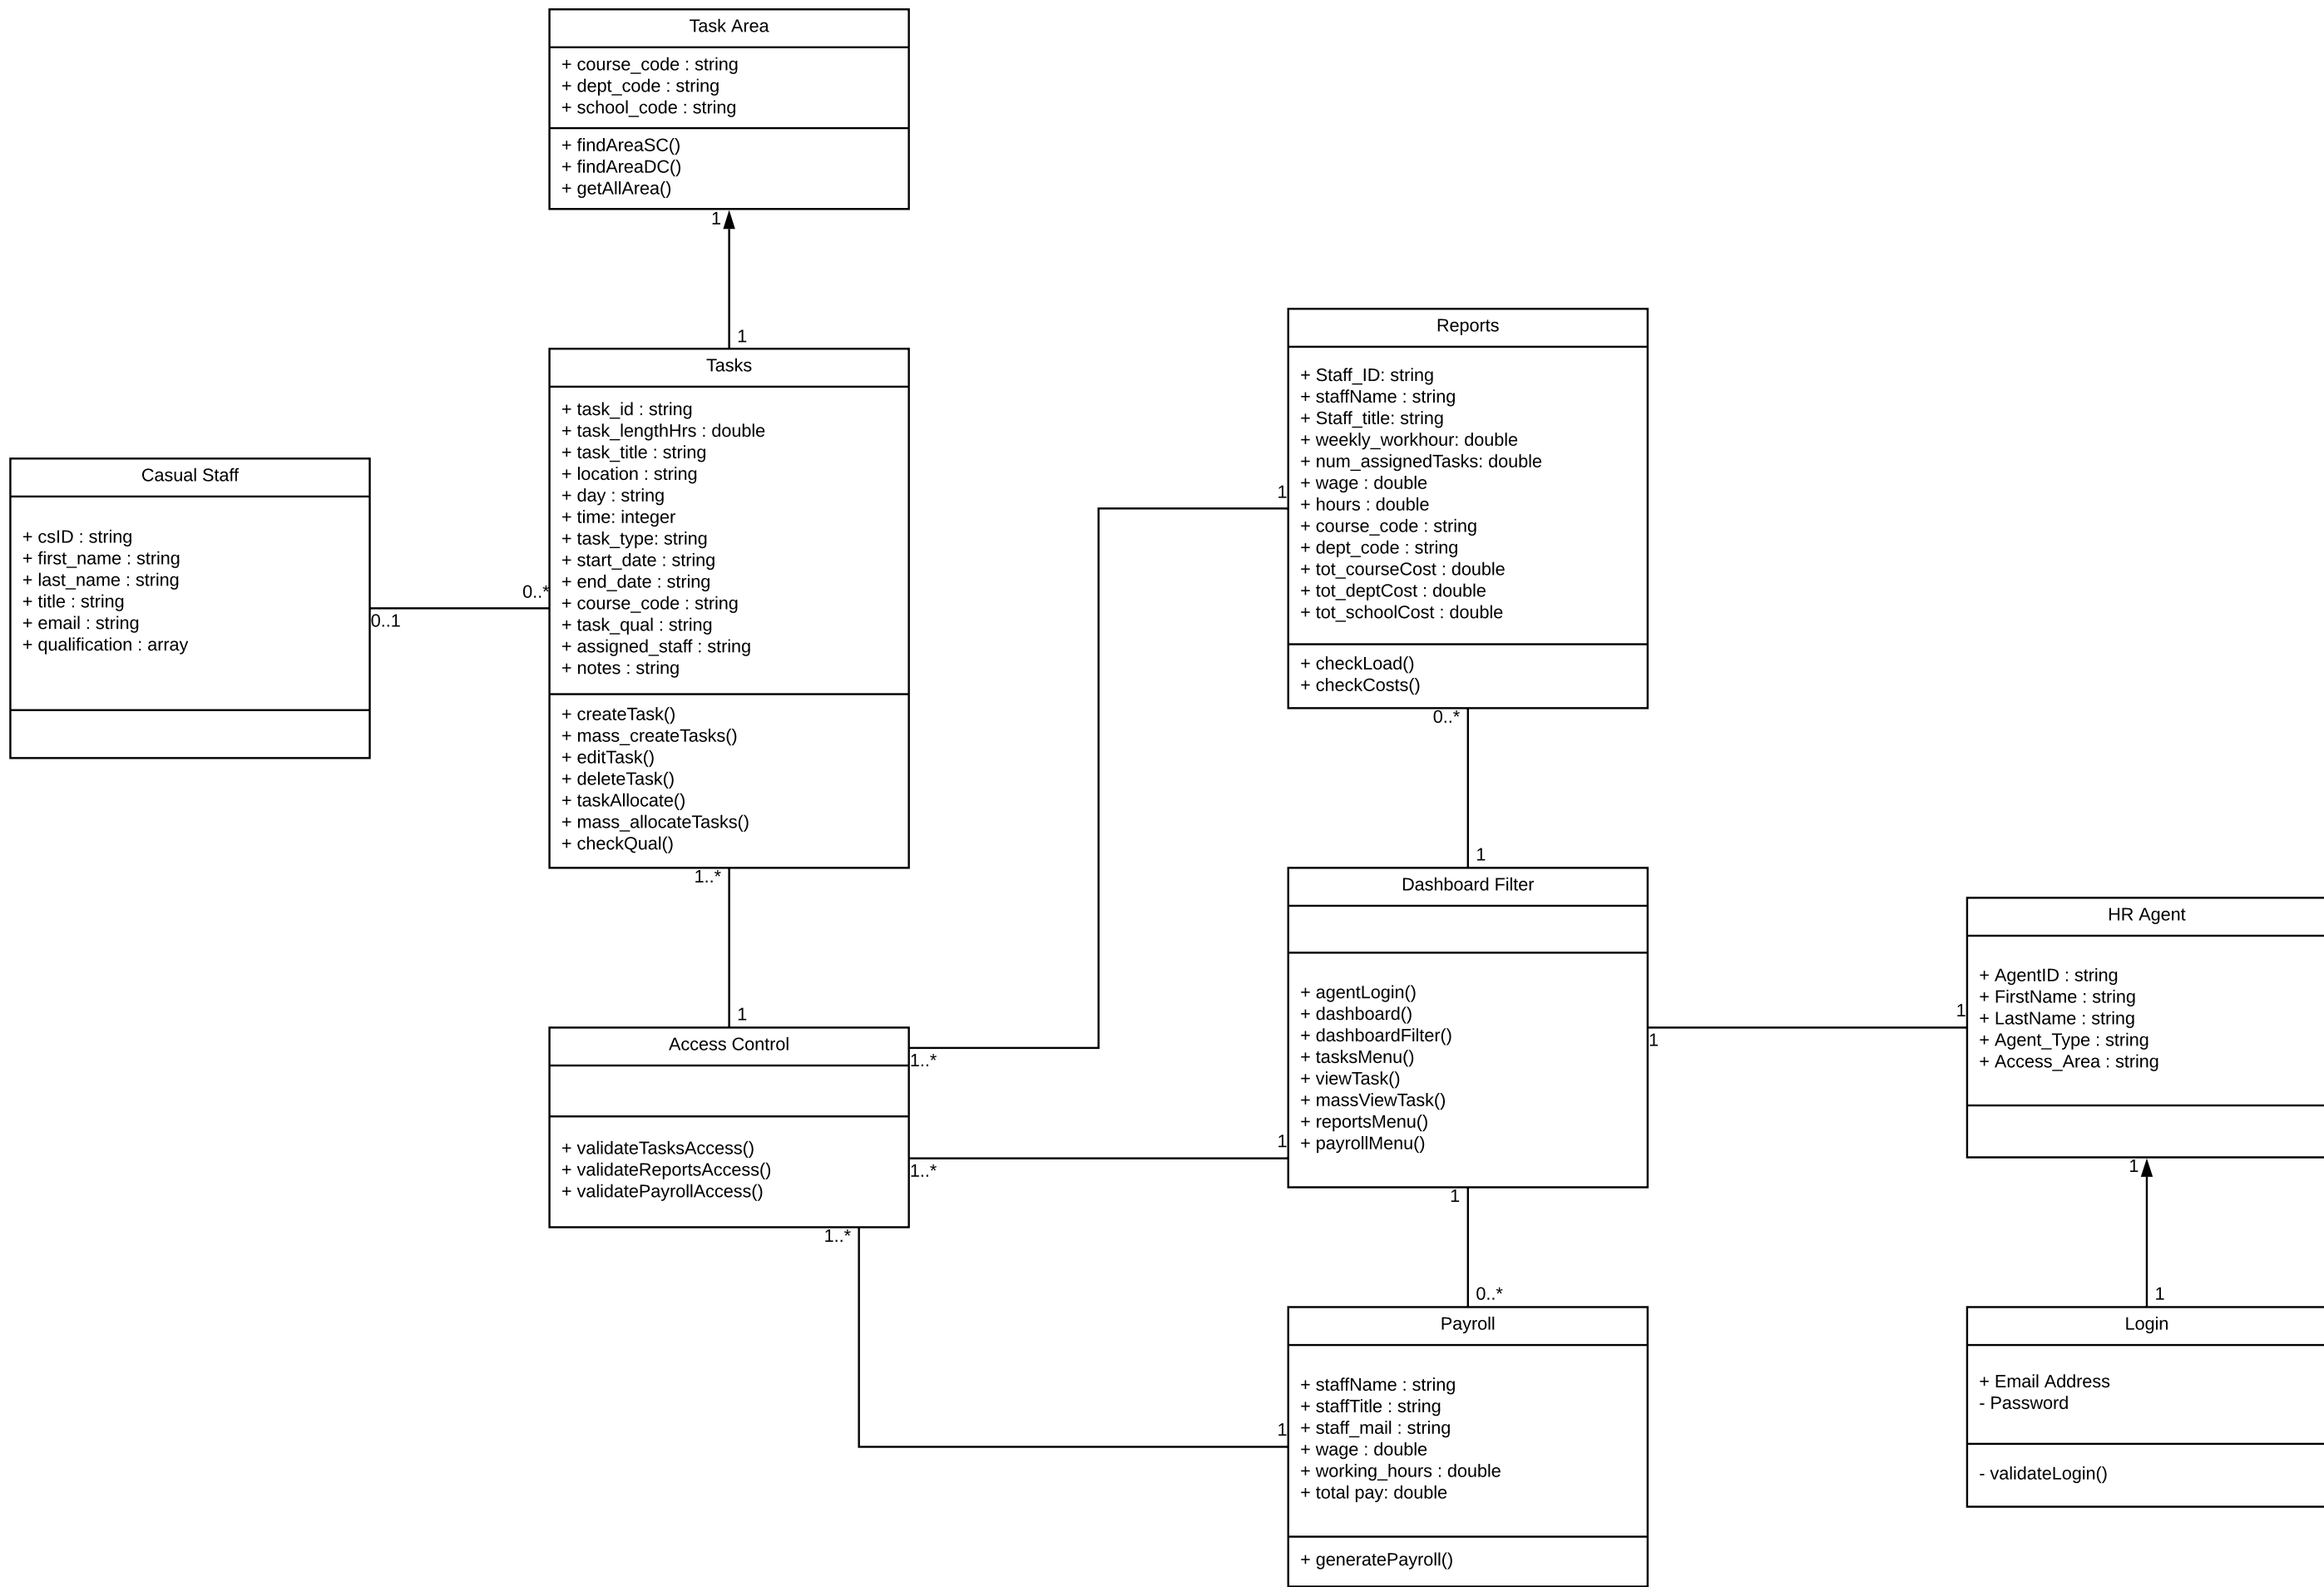 Task Area
+ course_code : string
+ dept_code : string
+ school_code : string
+ findAreaSC()
+ findAreaDC()
+ getAllArea()
1
1
Tasks
+ task_id : string
+ task_lengthHrs : double
+ task_title : string
+ location : string
+ day : string
+ time: integer
+ task_type: string
+ start_date : string
+ end_date : string
+ course_code : string
+ task_qual : string
+ assigned_staff : string
+ notes : string
+ createTask()
+ mass_createTasks()
+ editTask()
+ deleteTask()
+ taskAllocate()
+ mass_allocateTasks()
+ checkQual()
Casual Staff
+ csID : string
+ first_name : string
+ last_name : string
+ title : string
+ email : string
+ qualification : array
0..1
0..*
1..*
1
Access Control
+ validateTasksAccess()
+ validateReportsAccess()
+ validatePayrollAccess()
1..*
1
1..*
1
1..*
1
Reports
+ Staff_ID: string
+ staffName : string
+ Staff_title: string
+ weekly_workhour: double
+ num_assignedTasks: double
+ wage : double
+ hours : double
+ course_code : string
+ dept_code : string
+ tot_courseCost : double
+ tot_deptCost : double
+ tot_schoolCost : double
+ checkLoad()
+ checkCosts()
0..*
1
Dashboard Filter
+ agentLogin()
+ dashboard()
+ dashboardFilter()
+ tasksMenu()
+ viewTask()
+ massViewTask()
+ reportsMenu()
+ payrollMenu()
1
0..*
Payroll
+ staffName : string
+ staffTitle : string
+ staff_mail : string
+ wage : double
+ working_hours : double
+ total pay: double
+ generatePayroll()
1
1
HR Agent
+ AgentID : string
+ FirstName : string
+ LastName : string
+ Agent_Type : string
+ Access_Area : string
1
1
Login
+ Email Address
- Password
- validateLogin()